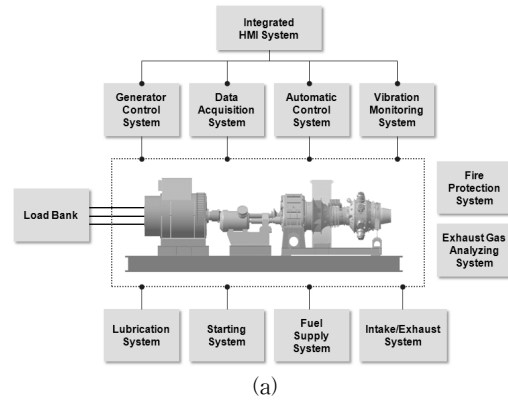 Integrated
HMI System
Generator
Control
System
Data
Acquisition
System
Automatic
Control
System
Vibration
Monitoring
System
Fire
Protection
System
Load Bank
Exhaust Gas
Analyzing
System
Lubrication
System
Starting
System
Fuel
Supply
System
Intake/Exhaust
System
(a)